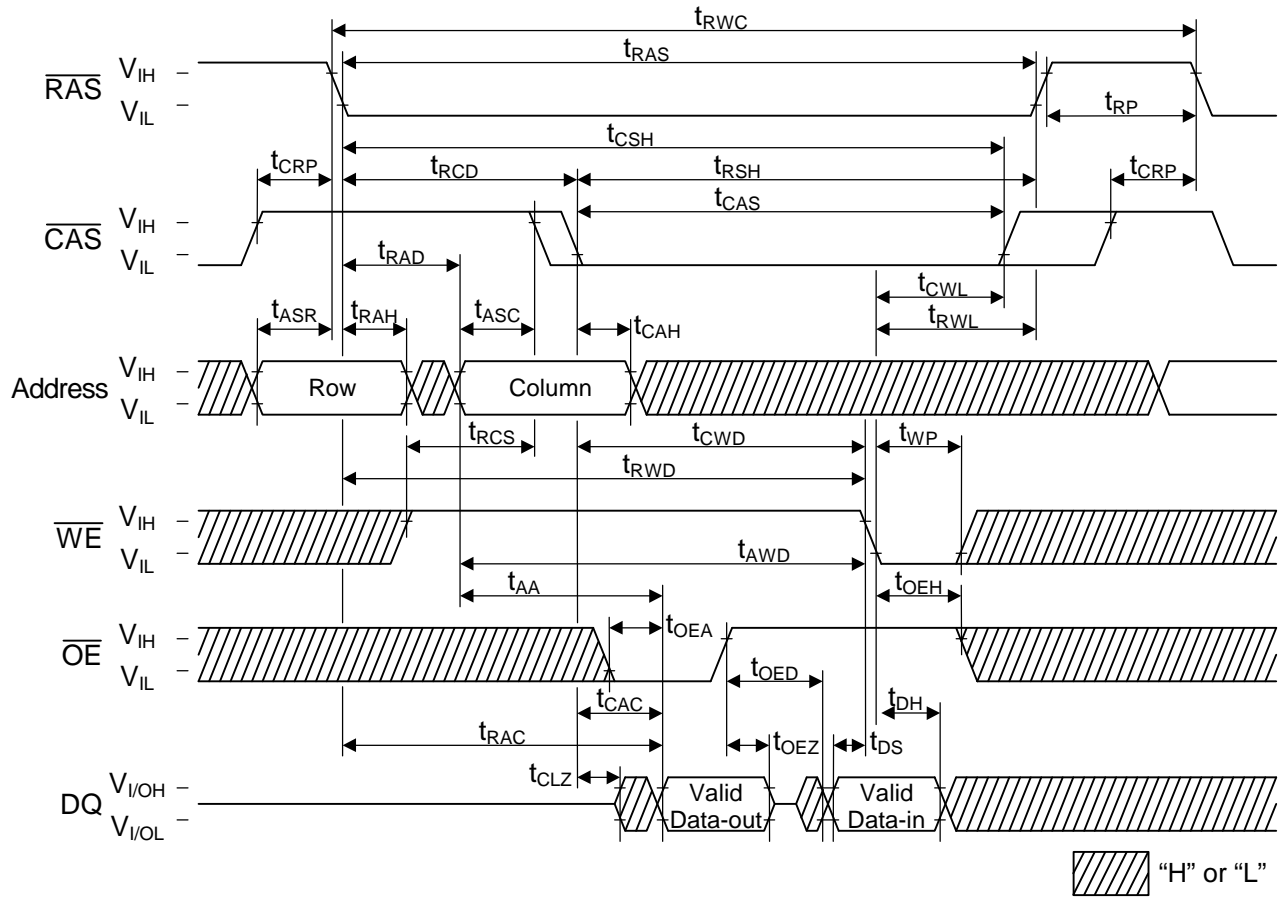 tRWC
tRAS
RAS VIH
VIL
tRP
tCSH
tCRP tRCD tRSH tCRP
tCAS
CAS VIH
VIL
tRAD
tCWL
tASR tRAH tASC tCAH tRWL
Address VIH
VIL
Row Column
tRCS tCWD tWP
tRWD
WE VIH
VIL
tAWD
tAA tOEH
tOEA
OE VIH
VIL
tOED
tCAC tDH
tRAC tOEZ tDS
tCLZ
DQ VI/OH
VI/OL
Valid Data-out
Valid Data-in
“H” or “L”